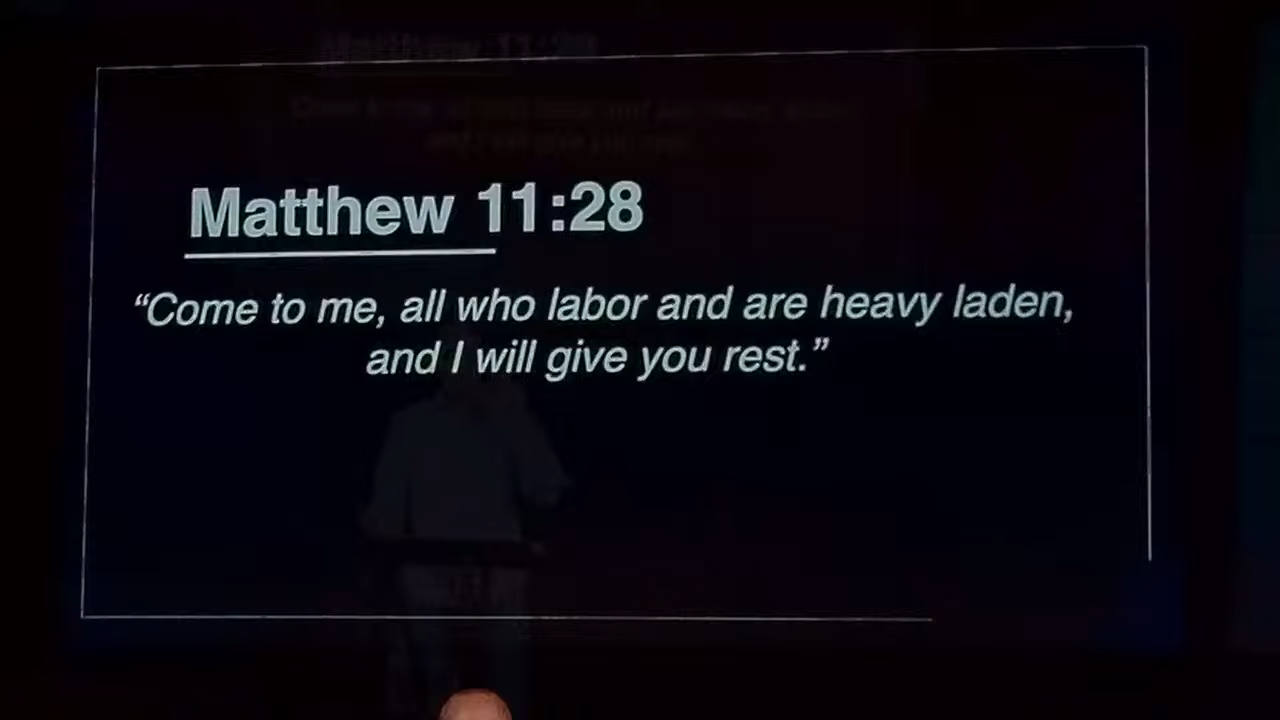 Matthew 11:28
“Come to me, all who labor and are heavy laden,
and I will give you rest.”